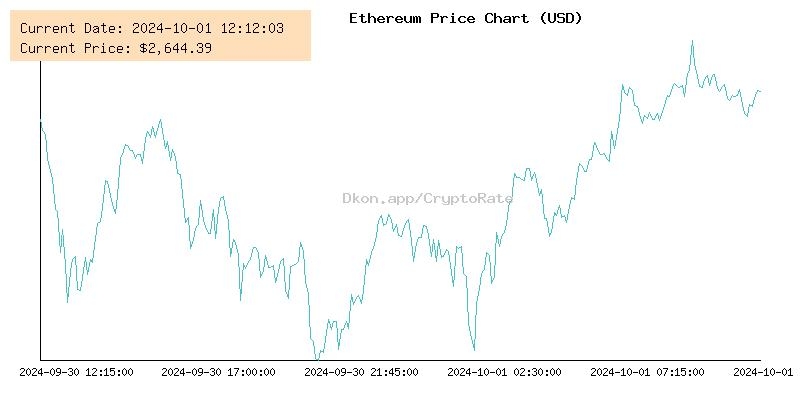 Ethereum Price Chart (USD)
Current Date: 2024-10-01 12:12:03
Current Price: $2,644.39
Dkon.app/CryptoRate
2024-09-30 12:15:00 2024-09-30 17:00:00 2024-09-30 21:45:00 2024-10-01 02:30:00 2024-10-01 07:15:00 2024-10-01